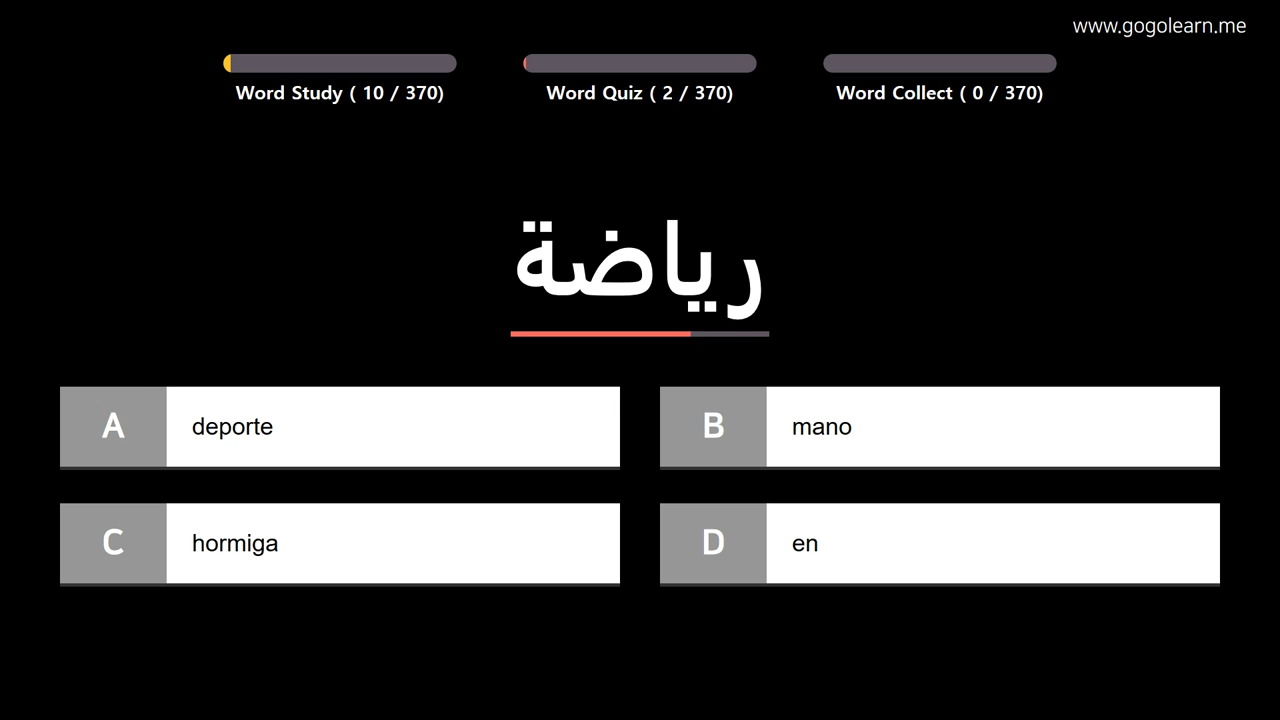 www.gogolearn.me
Word Study ( 10 / 370)
Word Quiz ( 2 / 370)
Word Collect ( 0 / 370)
رياضة
A deporte
B mano
C hormiga
D en